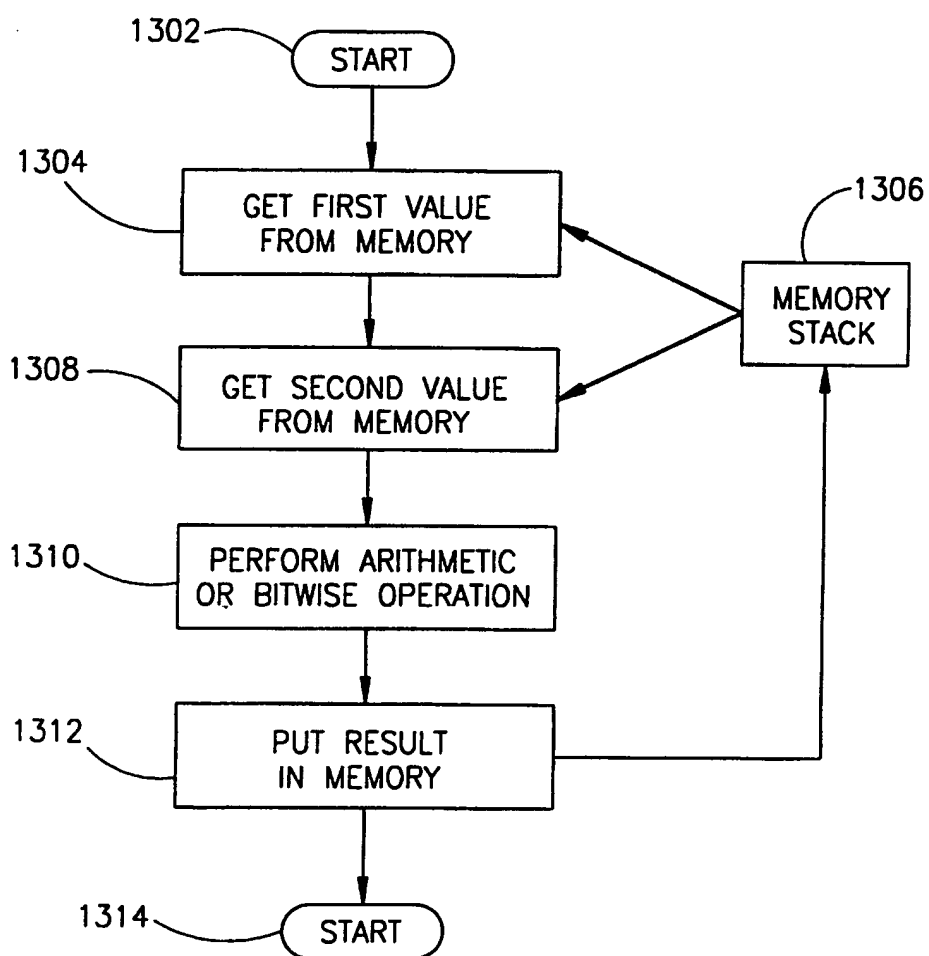 1302
START
1304
GET FIRST VALUE
FROM MEMORY
1306
MEMORY
STACK
1308
GET SECOND VALUE
FROM MEMORY
1310
PERFORM ARITHMETIC
OR BITWISE OPERATION
1312
PUT RESULT
IN MEMORY
1314
START